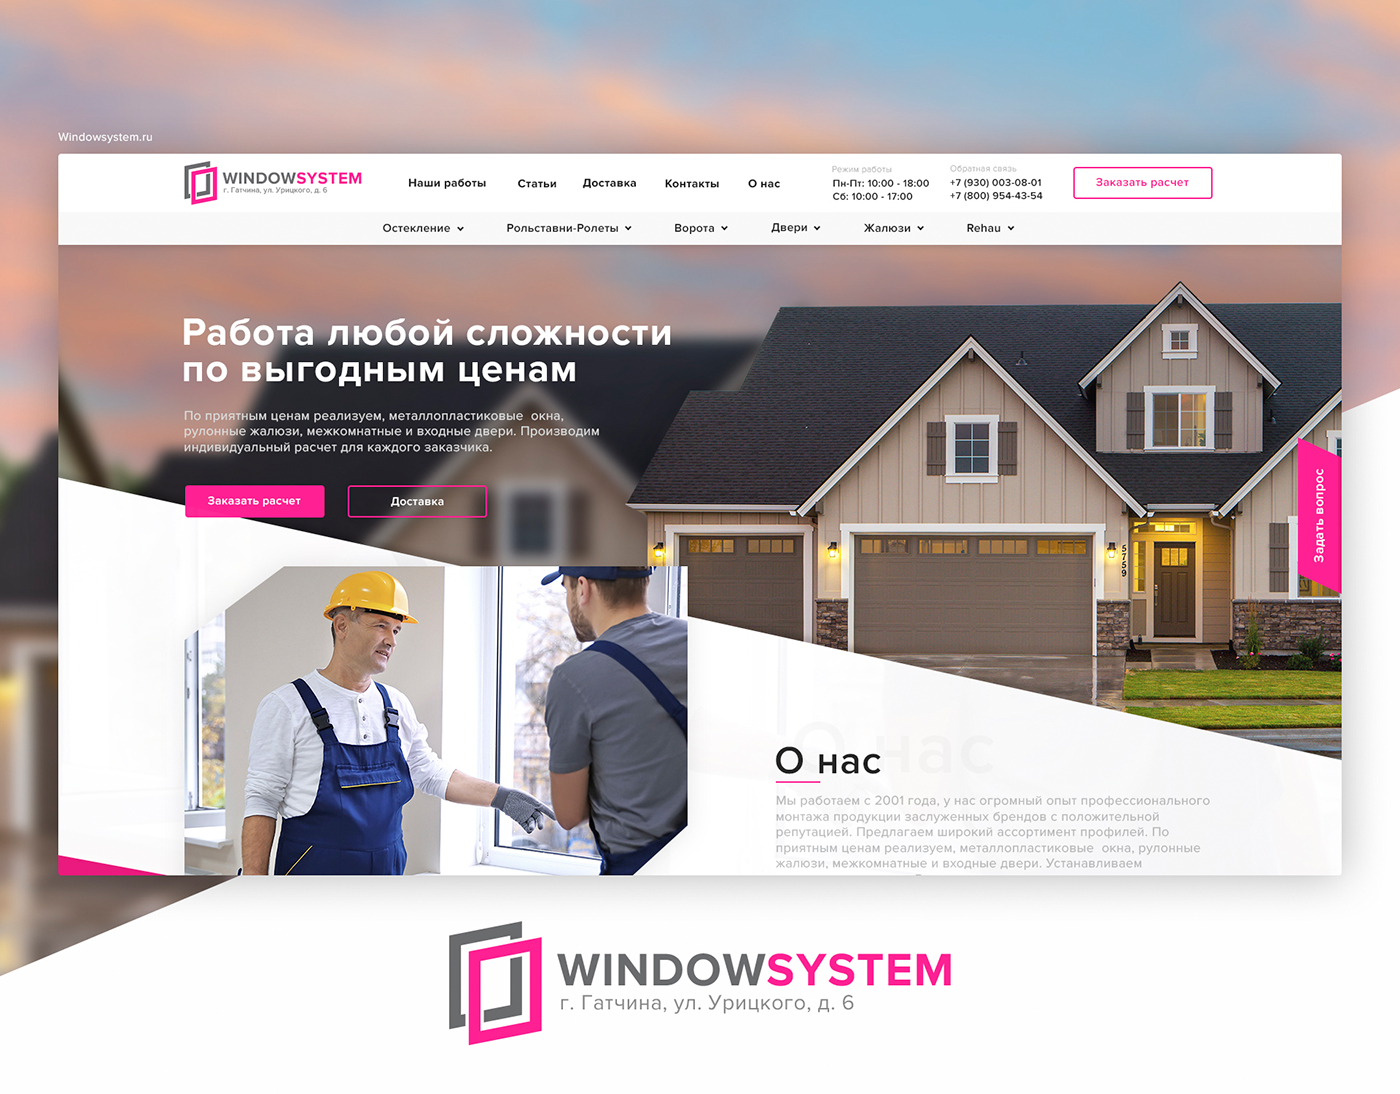 Windowsystem.ru
WINDOWSYSTEM
г. Гатчина, ул. Урицкого, д. 6
Наши работы
Статьи
Доставка
Контакты
О нас
Режим работы
Пн-Пт: 10:00 - 18:00
Сб: 10:00 - 17:00
Обратная связь
+7 (930) 003-08-01
+7 (800) 954-43-54
Заказать расчет
Остекление
Рольставни-Ролеты
Ворота
Двери
Жалюзи
Rehau
Работа любой сложности
по выгодным ценам
По приятным ценам реализуем, металлопластиковые окна,
рулонные жалюзи, межкомнатные и входные двери. Производим
индивидуальный расчет для каждого заказчика.
Заказать расчет
Доставка
5759
Задать вопрос
О нас
О нас
Мы работаем с 2001 года, у нас огромный опыт профессионального
монтажа продукции заслуженных брендов с положительной
репутацией. Предлагаем широкий ассортимент профилей. По
приятным ценам реализуем, металлопластиковые окна, рулонные
жалюзи, межкомнатные и входные двери. Устанавливаем
WINDOWSYSTEM
г. Гатчина, ул. Урицкого, д. 6